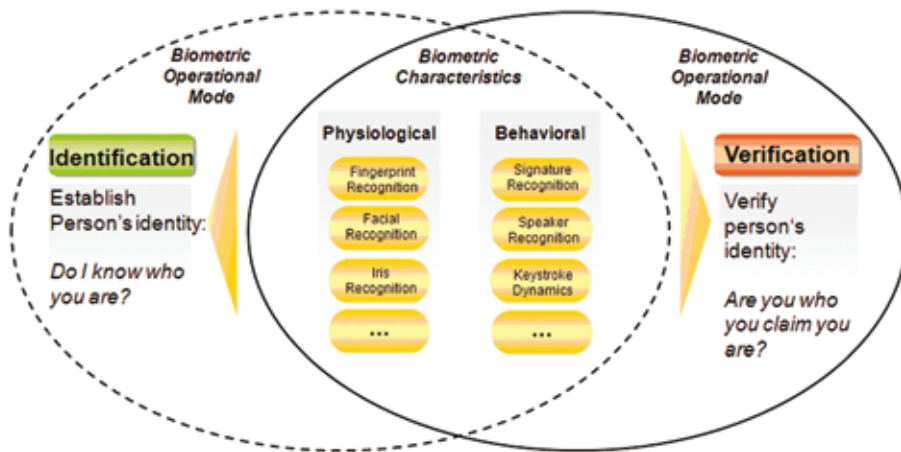 Biometric
Operational
Mode
Identification
Establish
Person's identity:
Do I know who
you are?
Biometric
Characteristics
Physiological
Fingerprint
Recognition
Facial
Recognition
Iris
Recognition
...
Behavioral
Signature
Recognition
Speaker
Recognition
Keystroke
Dynamics
...
Biometric
Operational
Mode
Verification
Verify
person's
identity:
Are you who
you claim you
are?